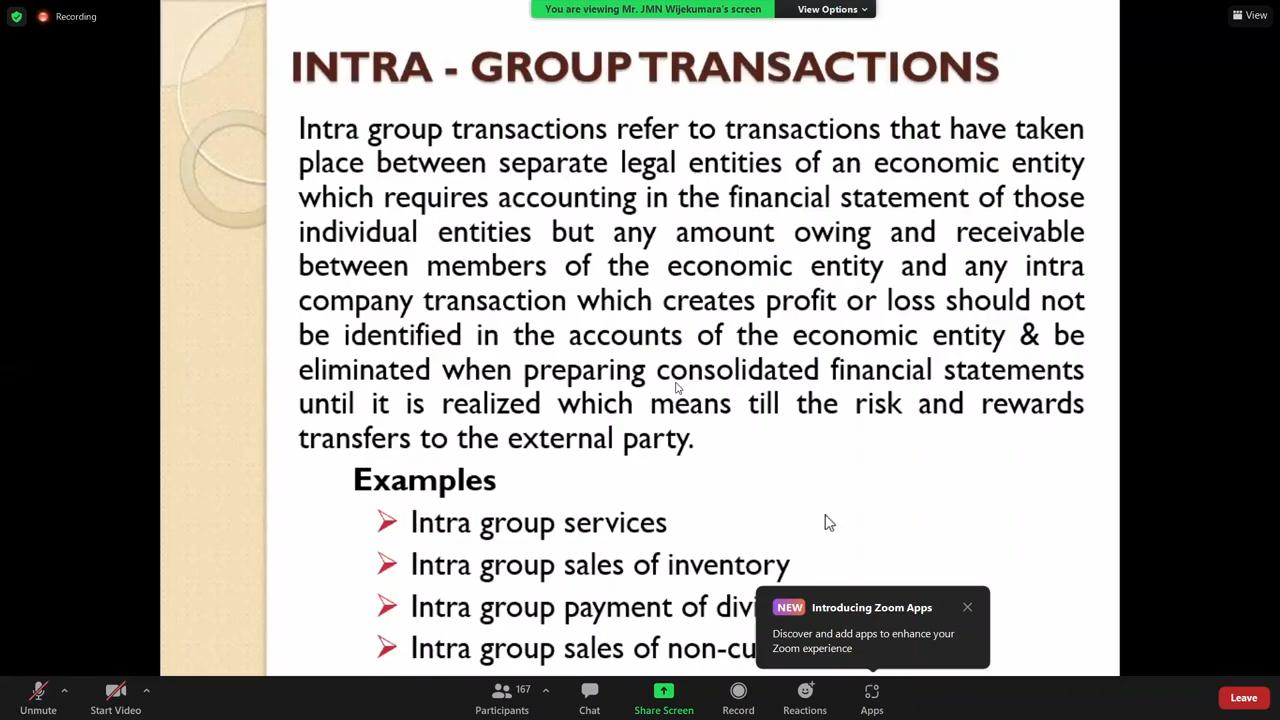 Recording
You are viewing Mr. JMN Wijekumara's screen
View Options
View
INTRA - GROUP TRANSACTIONS
Intra group transactions refer to transactions that have taken
place between separate legal entities of an economic entity
which requires accounting in the financial statement of those
individual entities but any amount owing and receivable
between members of the economic entity and any intra
company transaction which creates profit or loss should not
be identified in the accounts of the economic entity & be
eliminated when preparing consolidated financial statements
until it is realized which means till the risk and rewards
transfers to the external party.
Examples
Intra group services
Intra group sales of inventory
Intra group payment of
Intra group sales of
NEW Introducing Zoom Apps
Discover and add apps to enhance your
Zoom experience
Unmute
Start Video
167
Participants
Chat
Share Screen
Record
Reactions
Apps
Leave